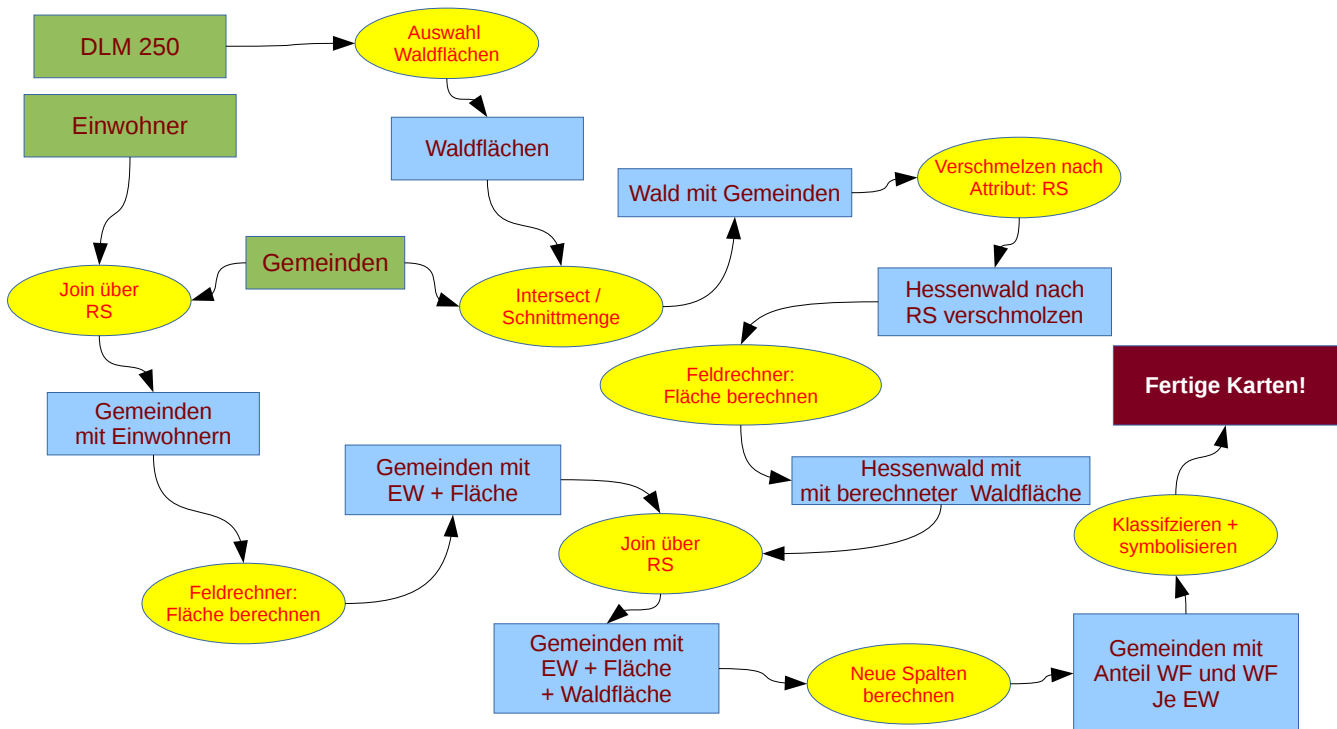 DLM 250
Auswahl
Waldflächen
Einwohner
Waldflächen
Wald mit Gemeinden
Verschmelzen nach
Attribut: RS
Gemeinden
Join über
RS
Intersect /
Schnittmenge
Hessenwald nach
RS verschmolzen
Feldrechner:
Fläche berechnen
Fertige Karten!
Gemeinden
mit Einwohnern
Gemeinden mit
EW + Fläche
Hessenwald mit
mit berechneter Waldfläche
Klassifzieren +
symbolisieren
Join über
RS
Feldrechner:
Fläche berechnen
Gemeinden mit
EW + Fläche
+ Waldfläche
Neue Spalten
berechnen
Gemeinden mit
Anteil WF und WF
Je EW